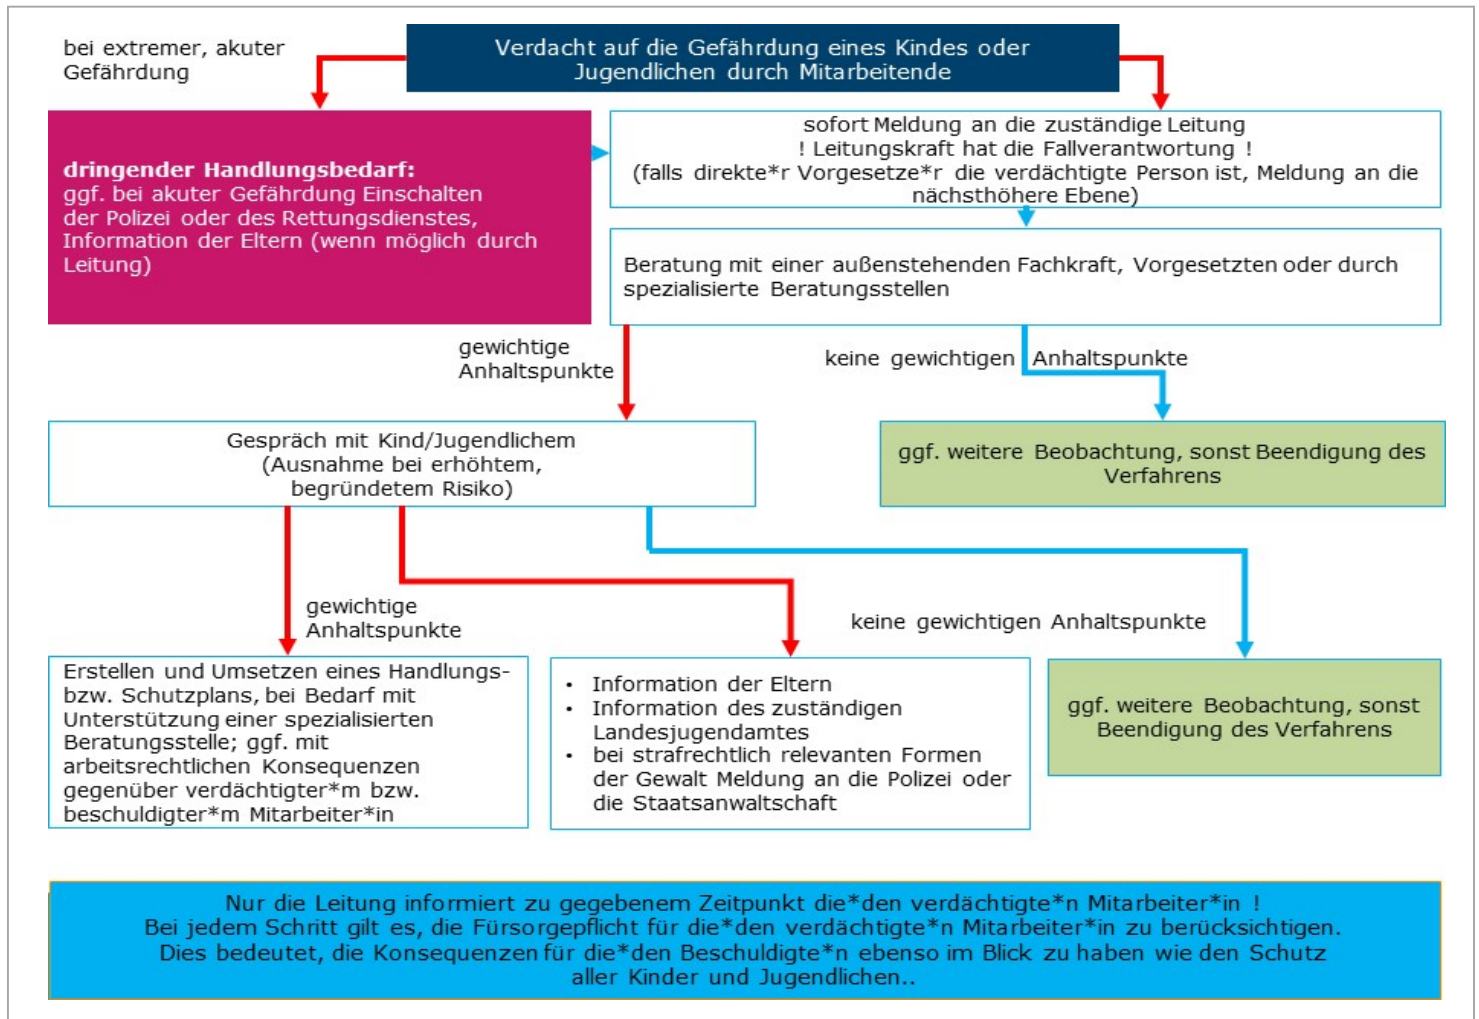 bei extremer, akuter
Gefährdung
Verdacht auf die Gefährdung eines Kindes oder
Jugendlichen durch Mitarbeitende
dringender Handlungsbedarf:
ggf. bei akuter Gefährdung Einschalten
der Polizei oder des Rettungsdienstes,
Information der Eltern (wenn möglich durch
Leitung)
sofort Meldung an die zuständige Leitung
! Leitungskraft hat die Fallverantwortung !
(falls direkte*r Vorgesetze*r die verdächtigte Person ist, Meldung an die
nächsthöhere Ebene)
Beratung mit einer außenstehenden Fachkraft, Vorgesetzten oder durch
spezialisierte Beratungsstellen
gewichtige
Anhaltspunkte
keine gewichtigen Anhaltspunkte
Gespräch mit Kind/Jugendlichem
(Ausnahme bei erhöhtem,
begründetem Risiko)
ggf. weitere Beobachtung, sonst Beendigung des
Verfahrens
gewichtige
Anhaltspunkte
keine gewichtigen Anhaltspunkte
Erstellen und Umsetzen eines Handlungs-
bzw. Schutzplans, bei Bedarf mit
Unterstützung einer spezialisierten
Beratungsstelle; ggf. mit
arbeitsrechtlichen Konsequenzen
gegenüber verdächtigter*m bzw.
beschuldigter*m Mitarbeiter*in
• Information der Eltern
• Information des zuständigen
Landesjugendamtes
• bei strafrechtlich relevanten Formen
der Gewalt Meldung an die Polizei oder
die Staatsanwaltschaft
ggf. weitere Beobachtung, sonst
Beendigung des Verfahrens
Nur die Leitung informiert zu gegebenem Zeitpunkt die*den verdächtigte*n Mitarbeiter*in !
Bei jedem Schritt gilt es, die Fürsorgepflicht für die*den verdächtigte*n Mitarbeiter*in zu berücksichtigen.
Dies bedeutet, die Konsequenzen für die*den Beschuldigte*n ebenso im Blick zu haben wie den Schutz
aller Kinder und Jugendlichen..